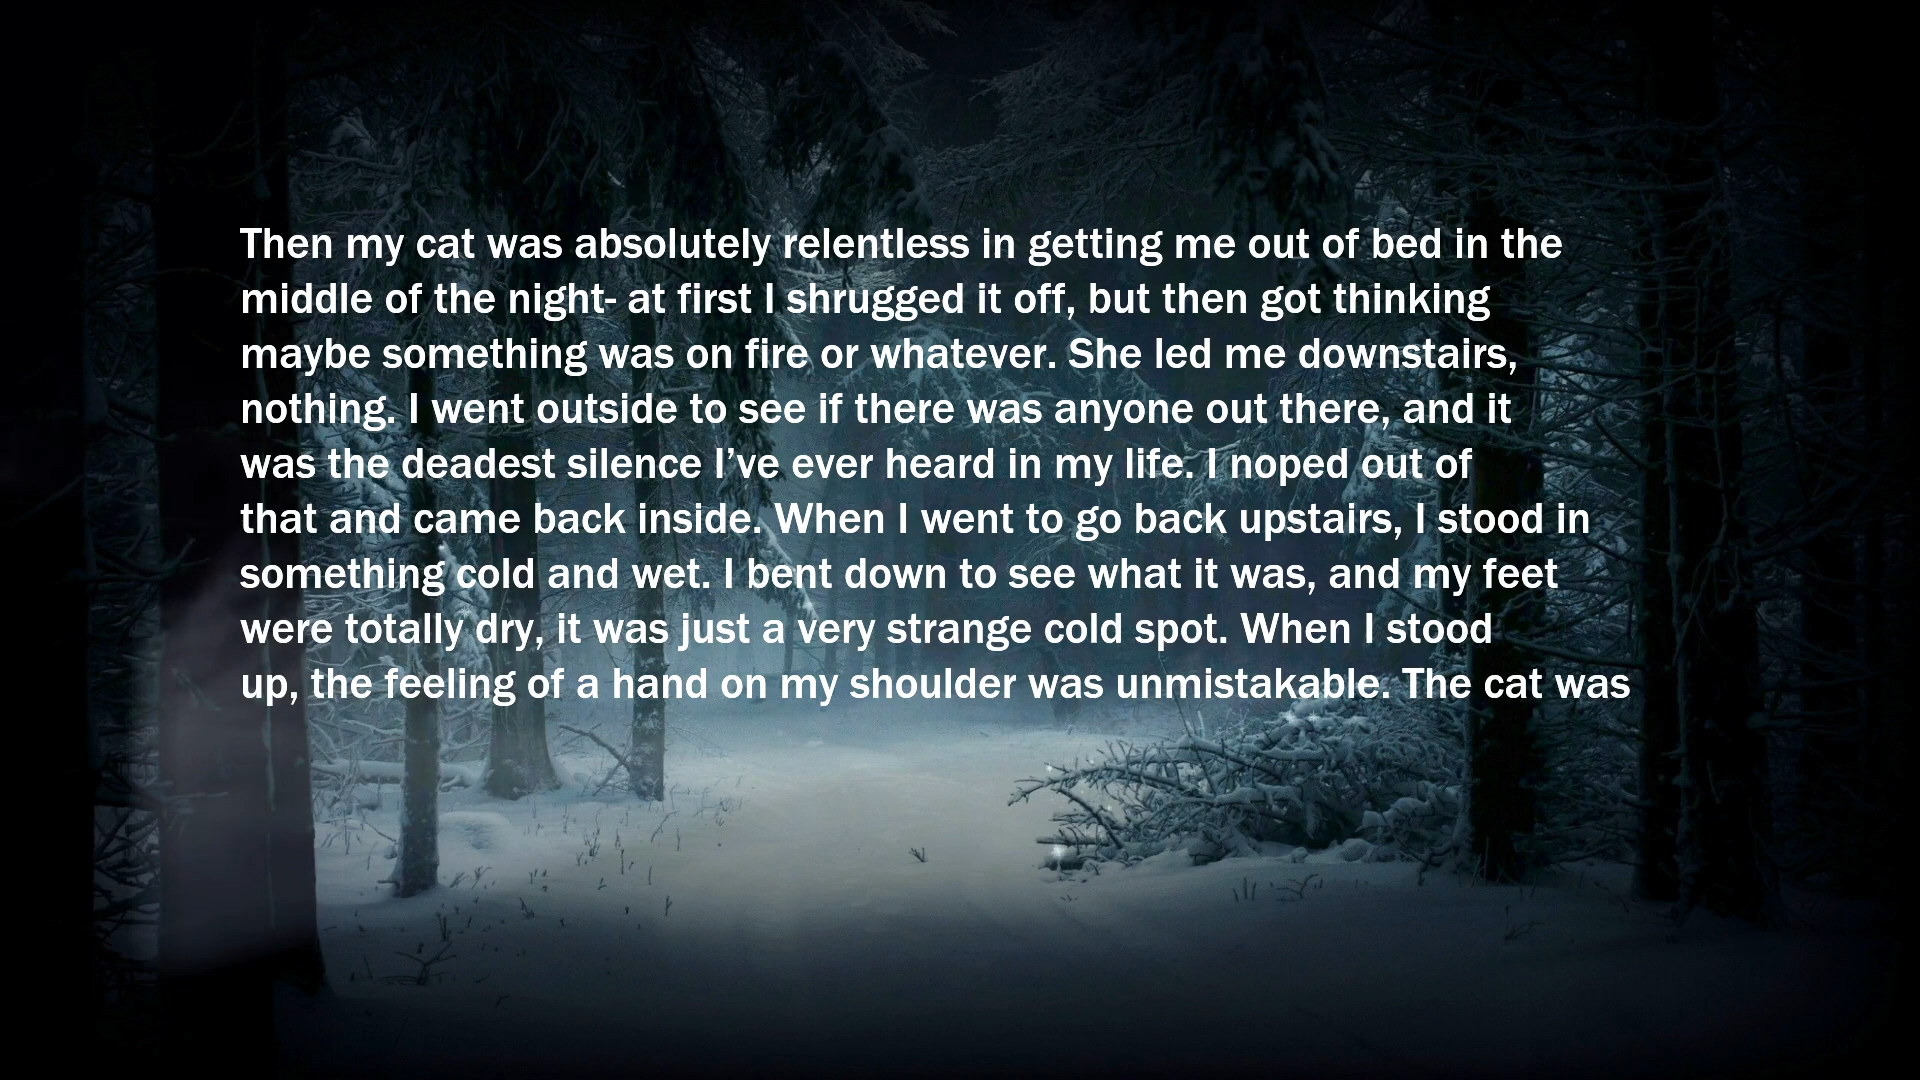 Then my cat was absolutely relentless in getting me out of bed in the
middle of the night- at first I shrugged it off, but then got thinking
maybe something was on fire or whatever. She led me downstairs,
nothing. I went outside to see if there was anyone out there, and it
was the deadest silence I’ve ever heard in my life. I noped out of
that and came back inside. When I went to go back upstairs, I stood in
something cold and wet. I bent down to see what it was, and my feet
were totally dry, it was just a very strange cold spot. When I stood
up, the feeling of a hand on my shoulder was unmistakable. The cat was